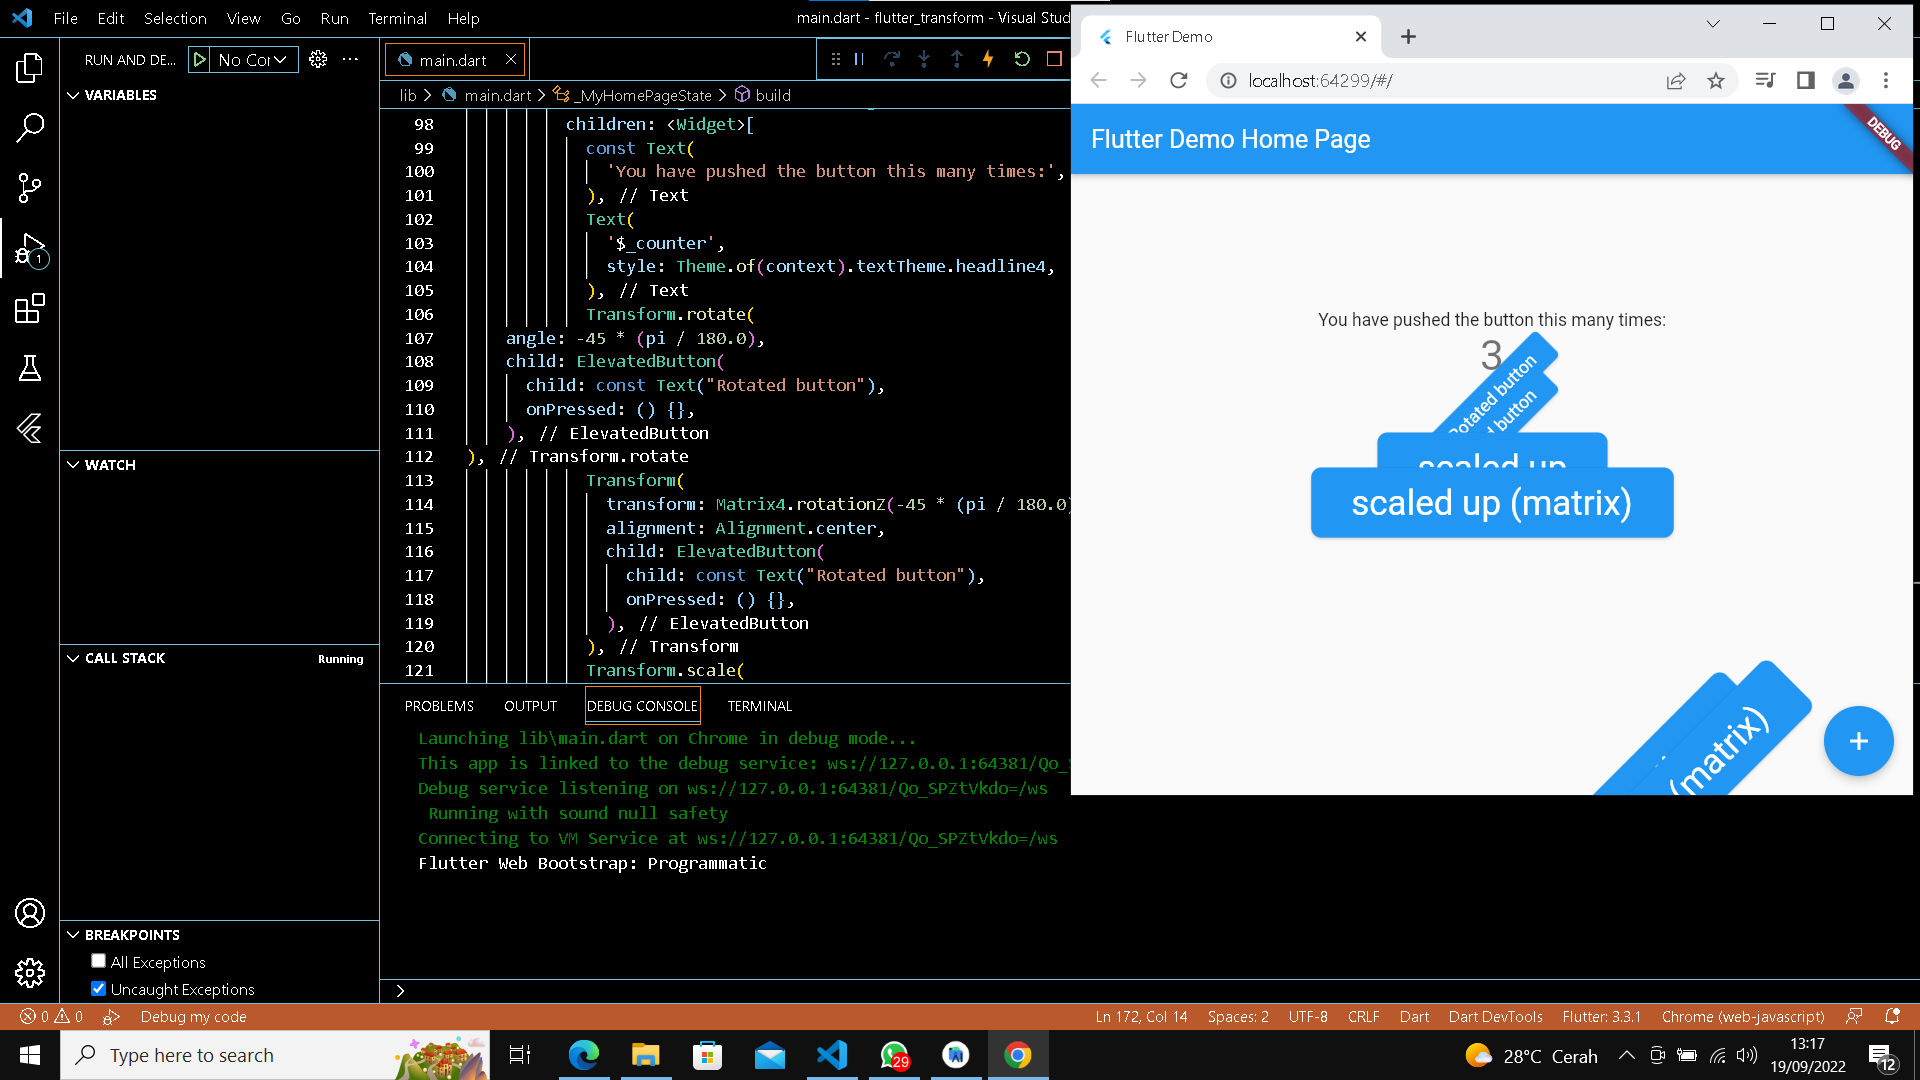 File Edit Selection View Go Run Terminal Help
main.dart - flutter_transform - Visual Stud
RUN AND DE... No Cor
VARIABLES
WATCH
CALL STACK Running
BREAKPOINTS
All Exceptions
Uncaught Exceptions
1
main.dart
lib main.dart _MyHomePageState build
98 children: <Widget>[
99 const Text(
100 'You have pushed the button this many times:',
101 ), // Text
102 Text(
103 '$_counter',
104 style: Theme.of(context).textTheme.headline4,
105 ), // Text
106 Transform.rotate(
107 angle: -45 * (pi / 180.0),
108 child: ElevatedButton(
109 child: const Text("Rotated button"),
110 onPressed: () {},
111 ), // ElevatedButton
112 ), // Transform.rotate
113 Transform(
114 transform: Matrix4.rotationZ(-45 * (pi / 180.0)
115 alignment: Alignment.center,
116 child: ElevatedButton(
117 child: const Text("Rotated button"),
118 onPressed: () {},
119 ), // ElevatedButton
120 ), // Transform
121 Transform.scale(
PROBLEMS OUTPUT DEBUG CONSOLE TERMINAL
Launching lib\main.dart on Chrome in debug mode...
This app is linked to the debug service: ws://127.0.0.1:64381/Qo_S
Debug service listening on ws://127.0.0.1:64381/Qo_SPZtVkdo=/ws
Running with sound null safety
Connecting to VM Service at ws://127.0.0.1:64381/Qo_SPZtVkdo=/ws
Flutter Web Bootstrap: Programmatic
Flutter Demo
localhost:64299/#/
Flutter Demo Home Page
DEBUG
You have pushed the button this many times:
3
Rotated button
d button
scaled up
scaled up (matrix)
(matrix)
0 0 Debug my code Ln 172, Col 14 Spaces: 2 UTF-8 CRLF Dart Dart DevTools Flutter: 3.3.1 Chrome (web-javascript)
Type here to search
29
28°C Cerah
13:17
19/09/2022
12